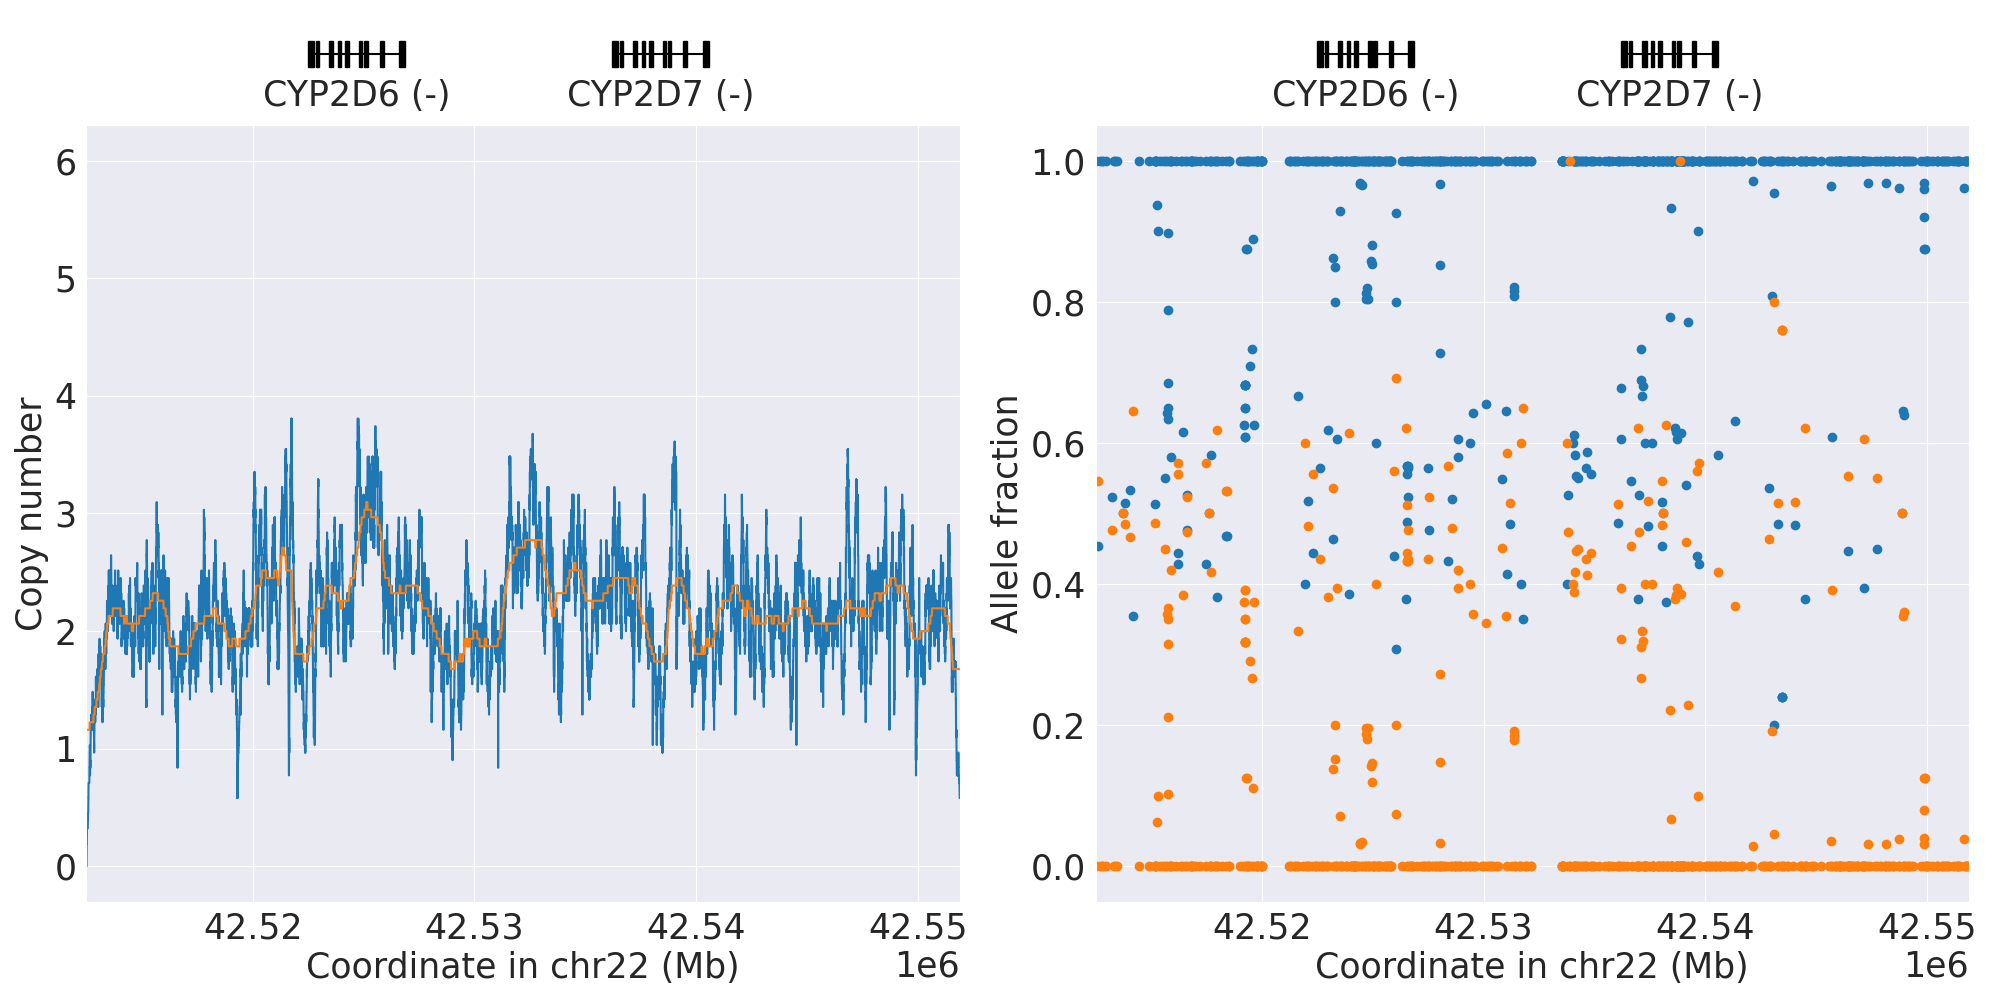 CYP2D6 (-)
CYP2D7 (-)
Copy number
6
5
4
3
2
1
0
42.52
42.53
42.54
42.55
1e6
Coordinate in chr22 (Mb)
CYP2D6 (-)
CYP2D7 (-)
Allele fraction
1.0
0.8
0.6
0.4
0.2
0.0
42.52
42.53
42.54
42.55
1e6
Coordinate in chr22 (Mb)